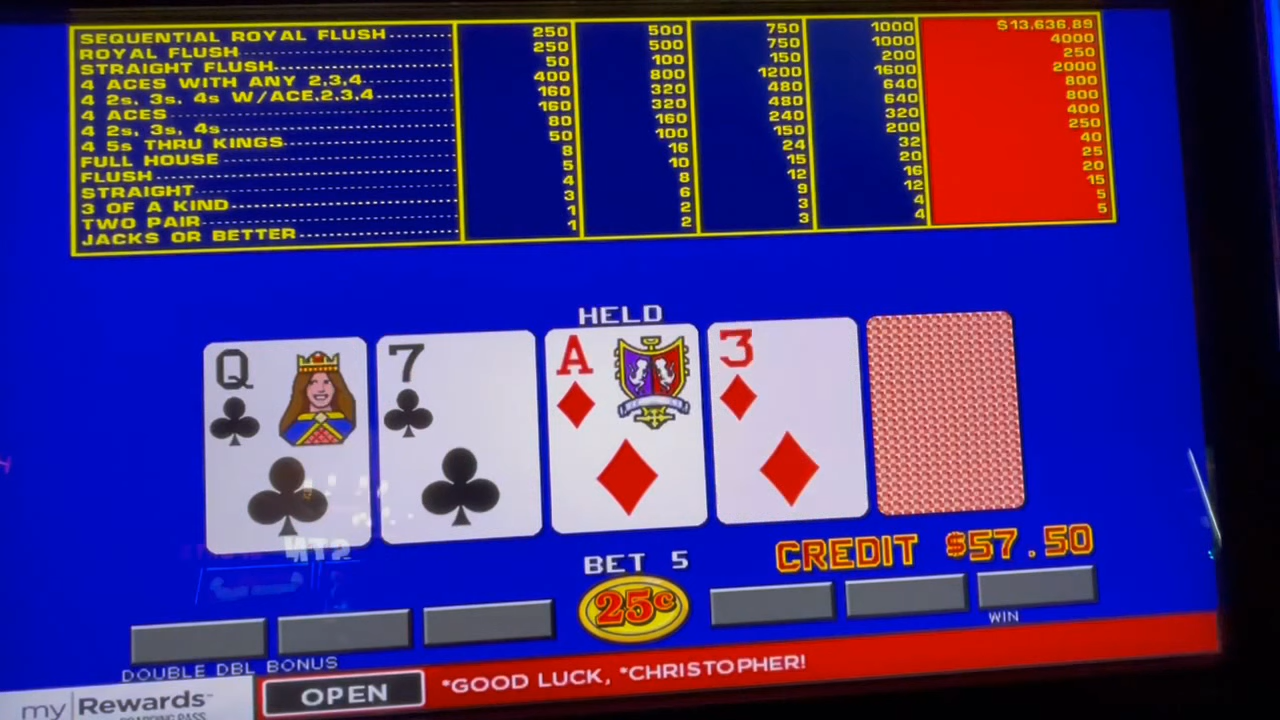 SEQUENTIAL ROYAL FLUSH 250 500 750 1000 $13,636.89
ROYAL FLUSH 250 500 750 1000 4000
STRAIGHT FLUSH 50 100 150 200 250
4 ACES WITH ANY 2,3,4 400 800 1200 1600 2000
4 2s, 3s, 4s W/ACE,2,3,4 160 320 480 640 800
4 ACES 160 320 480 640 800
4 2s, 3s, 4s 80 160 240 320 400
4 5s THRU KINGS 50 100 150 200 250
FULL HOUSE 8 16 24 32 40
FLUSH 5 10 15 20 25
STRAIGHT 4 8 12 16 20
3 OF A KIND 3 6 9 12 15
TWO PAIR 1 2 3 4 5
JACKS OR BETTER 1 2 3 4 5
HELD
Q 7 A 3
BET 5
CREDIT $57.50
25¢
WIN
DOUBLE DBL BONUS
my|Rewards™
BOARDING PASS
OPEN
*GOOD LUCK, *CHRISTOPHER!